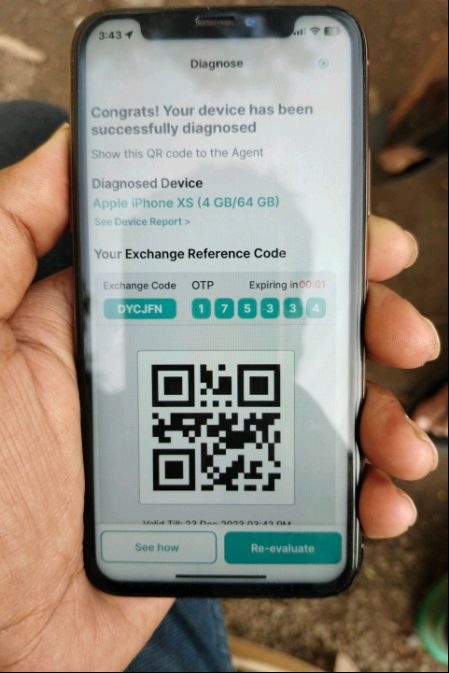 3:43
Diagnose
Congrats! Your device has been
successfully diagnosed
Show this QR code to the Agent
Diagnosed Device
Apple iPhone XS (4 GB/64 GB)
See Device Report >
Your Exchange Reference Code
Exchange Code OTP Expiring in 00:01
DYCJFN 1 7 5 3 3 4
Valid Till: 23 Dec 2023 03:42 PM
See how Re-evaluate